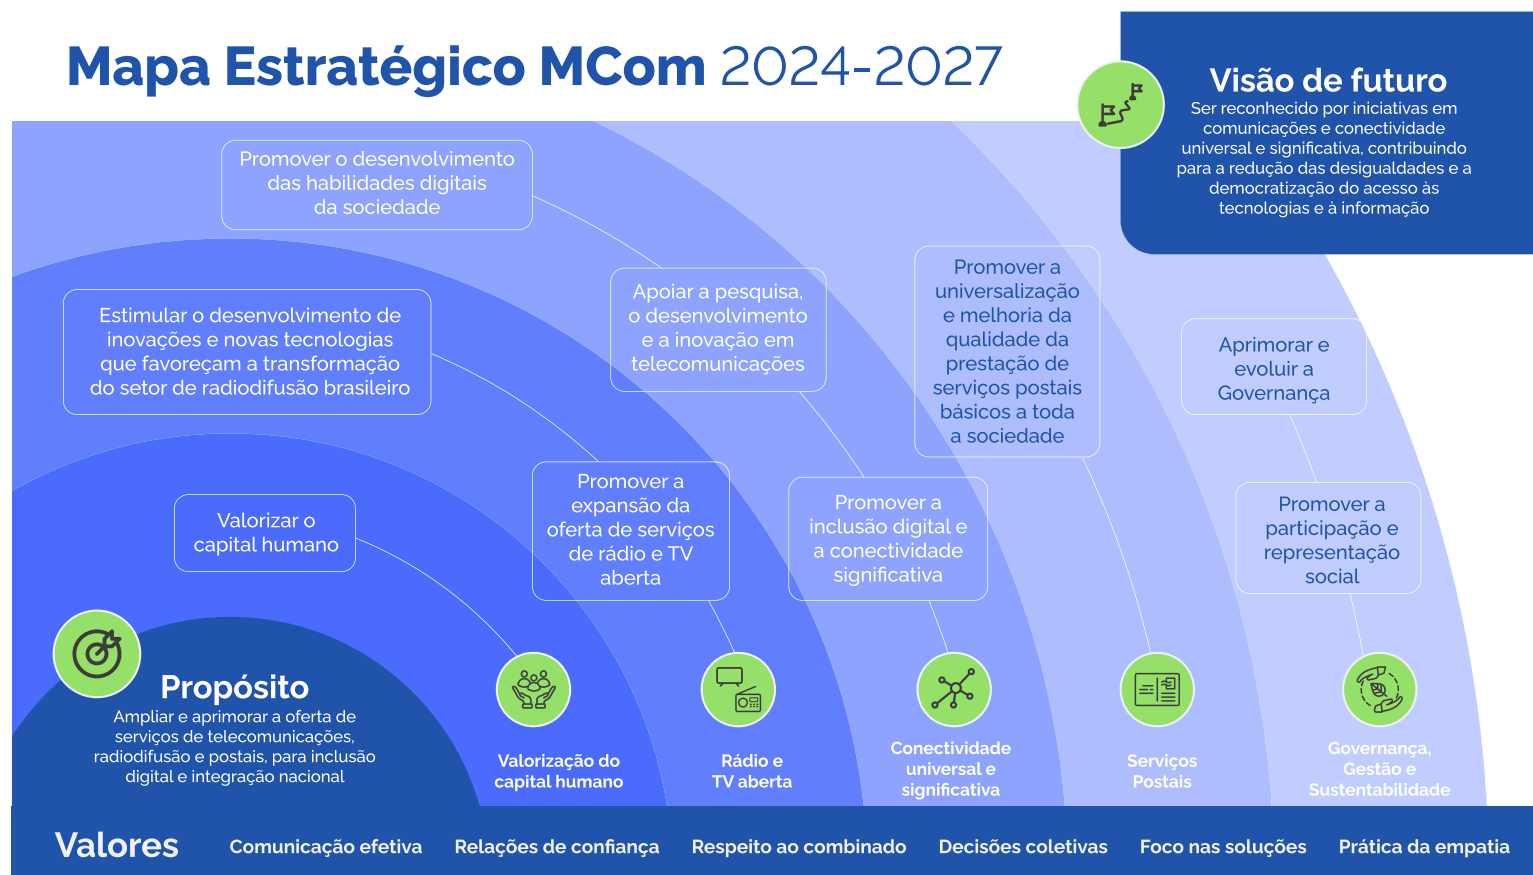 Mapa Estratégico MCom 2024-2027
Visão de futuro
Ser reconhecido por iniciativas em
comunicações e conectividade
universal e significativa, contribuindo
para a redução das desigualdades e a
democratização do acesso às
tecnologias e à informação
Promover o desenvolvimento
das habilidades digitais
da sociedade
Apoiar a pesquisa,
o desenvolvimento
e a inovação em
telecomunicações
Promover a
universalização
e melhoria da
qualidade da
prestação de
serviços postais
básicos a toda
a sociedade
Aprimorar e
evoluir a
Governança
Estimular o desenvolvimento de
inovações e novas tecnologias
que favoreçam a transformação
do setor de radiodifusão brasileiro
Promover a
expansão da
oferta de serviços
de rádio e TV
aberta
Promover a
inclusão digital e
a conectividade
significativa
Promover a
participação e
representação
social
Valorizar o
capital humano
Propósito
Ampliar e aprimorar a oferta de
serviços de telecomunicações,
radiodifusão e postais, para inclusão
digital e integração nacional
Valorização do
capital humano
Rádio e
TV aberta
Conectividade
universal e
significativa
Serviços
Postais
Governança,
Gestão e
Sustentabilidade
Valores
Comunicação efetiva
Relações de confiança
Respeito ao combinado
Decisões coletivas
Foco nas soluções
Prática da empatia